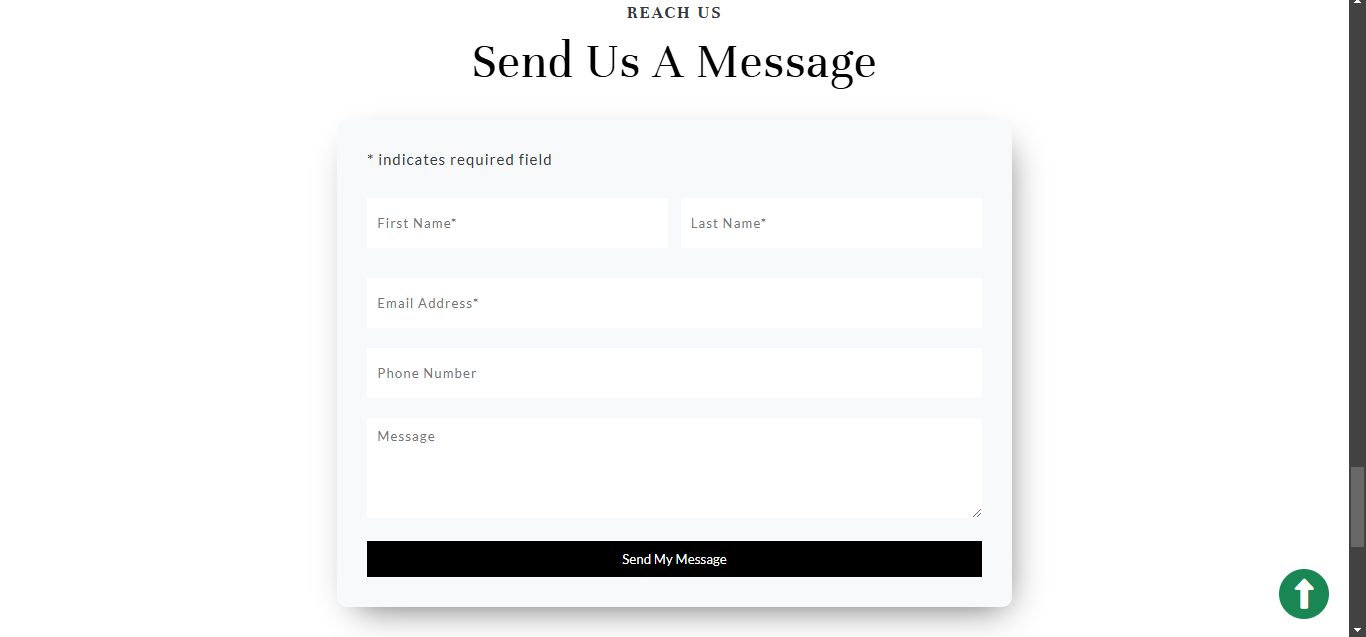 REACH US
Send Us A Message
* indicates required field
First Name* Last Name*
Email Address*
Phone Number
Message
Send My Message